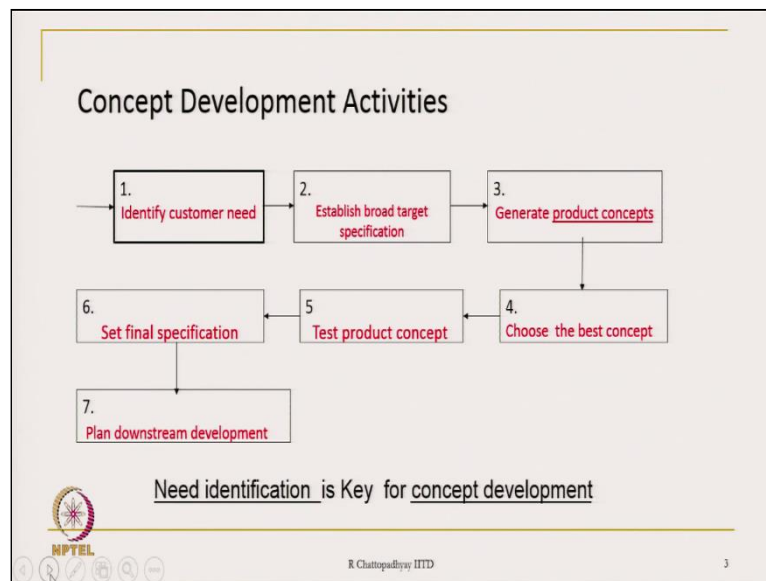 Concept Development Activities
1.
Identify customer need
2.
Establish broad target
specification
3.
Generate product concepts
6.
Set final specification
5
Test product concept
4.
Choose the best concept
7.
Plan downstream development
Need identification is Key for concept development
NPTEL
R Chattopadhyay IITD
3